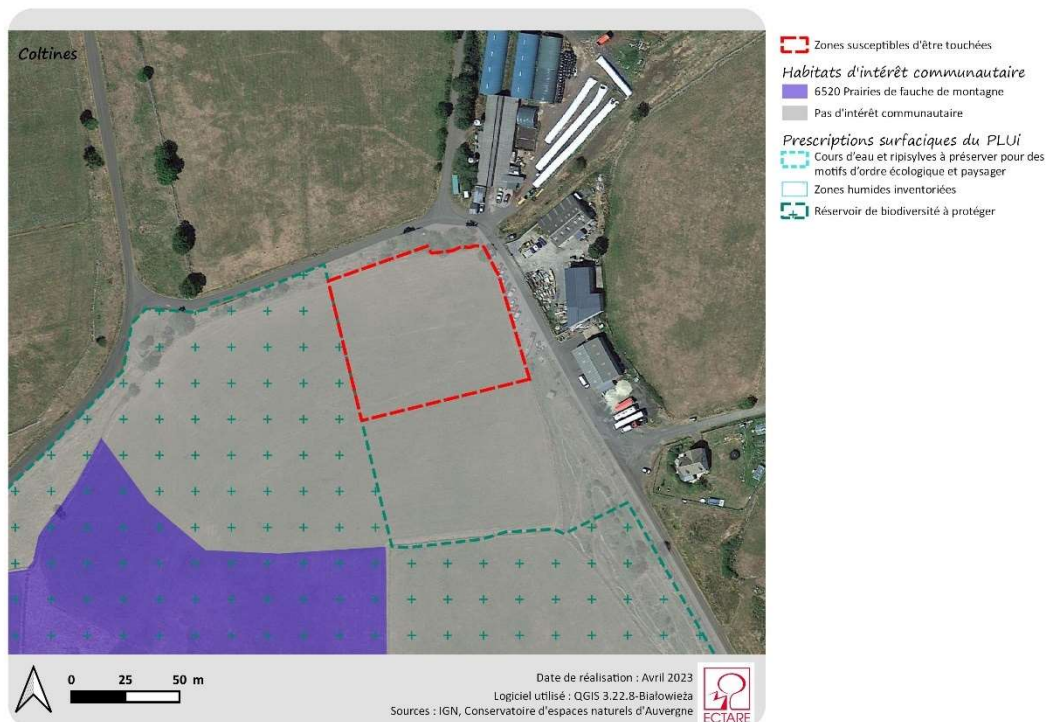 Coltines
Zones susceptibles d'être touchées
Habitats d'intérêt communautaire
6520 Prairies de fauche de montagne
Pas d'intérêt communautaire
Prescriptions surfaciques du PLUi
Cours d'eau et ripisylves à préserver pour des
motifs d'ordre écologique et paysager
Zones humides inventoriées
Réservoir de biodiversité à protéger
0 25 50 m
Date de réalisation : Avril 2023
Logiciel utilisé : QGIS 3.22.8-Białowieża
Sources : IGN, Conservatoire d'espaces naturels d'Auvergne
ECTARE